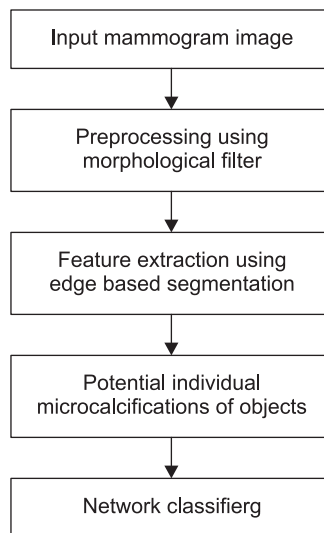 Input mammogram image
Preprocessing using
morphological filter
Feature extraction using
edge based segmentation
Potential individual
microcalcifications of objects
Network classifierg